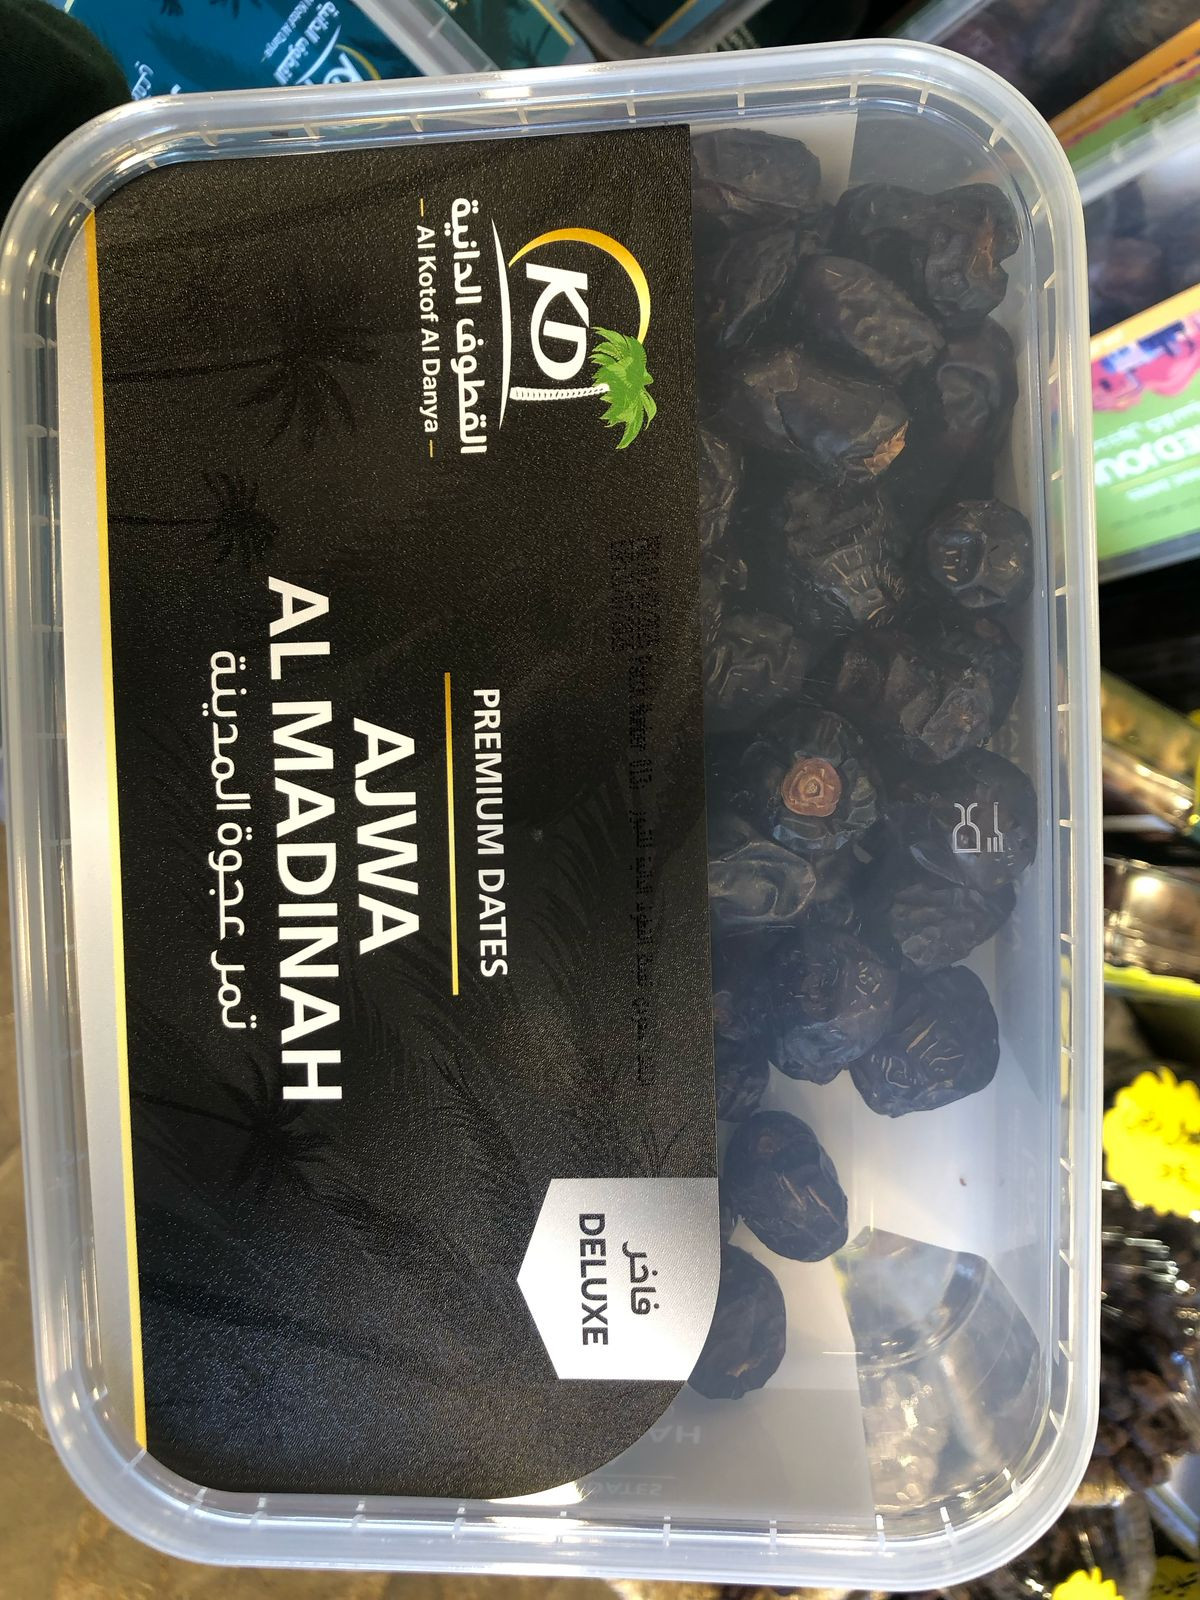 KD
القطوف الدانية
— Al Kotof Al Danya —
PREMIUM DATES
AJWA
AL MADINAH
تمر عجوة المدينة
فاخر
DELUXE